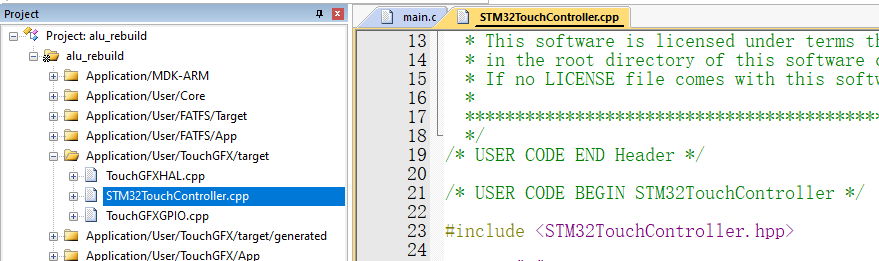 Project
Project: alu_rebuild
alu_rebuild
Application/MDK-ARM
Application/User/Core
Application/User/FATFS/Target
Application/User/FATFS/App
Application/User/TouchGFX/target
TouchGFXHAL.cpp
STM32TouchController.cpp
TouchGFXGPIO.cpp
Application/User/TouchGFX/target/generated
Application/User/TouchGFX/App
main.c
STM32TouchController.cpp
13 * This software is licensed under terms th
14 * in the root directory of this software
15 * If no LICENSE file comes with this softw
16 *
17 ******************************************
18 */
19 /* USER CODE END Header */
20
21 /* USER CODE BEGIN STM32TouchController */
22
23 #include <STM32TouchController.hpp>
24